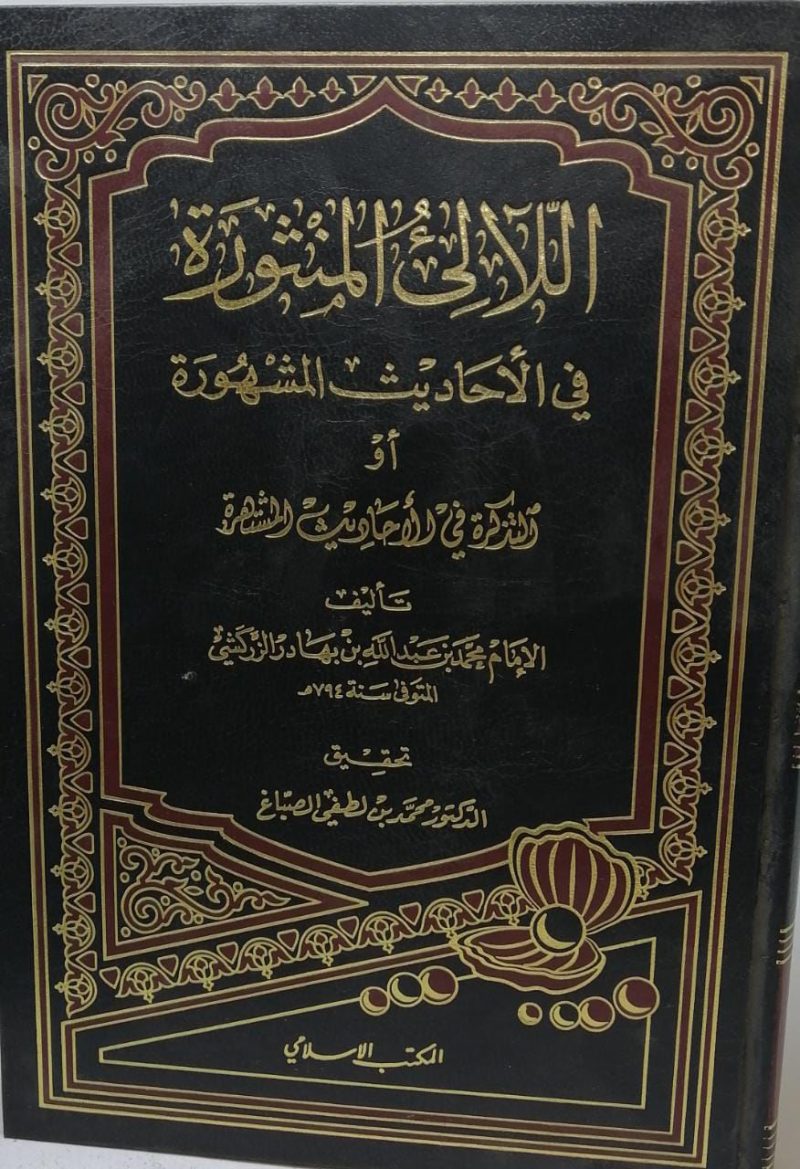 اللآلئ المنثورة
في الأحاديث المشهورة
أو
التذكرة في الأحاديث المشتهرة
تأليف
الإمام محمد بن عبد الله بن بهادر الزركشي
المتوفى سنة ٧٩٤هـ
تحقيق
الدكتور محمد بن لطفي الصباغ
المكتب الإسلامي